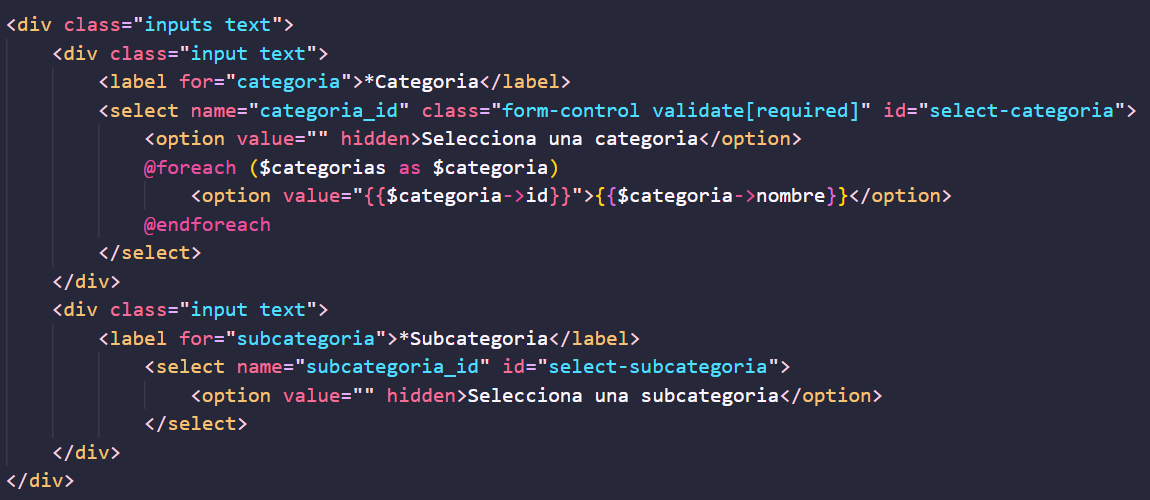 <div class="inputs text">
    <div class="input text">
        <label for="categoria">*Categoria</label>
        <select name="categoria_id" class="form-control validate[required]" id="select-categoria">
            <option value="" hidden>Selecciona una categoria</option>
            @foreach ($categorias as $categoria)
                <option value="{{$categoria->id}}">{{$categoria->nombre}}</option>
            @endforeach
        </select>
    </div>
    <div class="input text">
        <label for="subcategoria">*Subcategoria</label>
            <select name="subcategoria_id" id="select-subcategoria">
                <option value="" hidden>Selecciona una subcategoria</option>
            </select>
    </div>
</div>